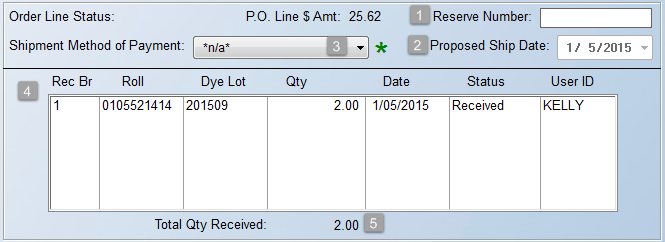 Order Line Status: P.O. Line $ Amt: 25.62 1 Reserve Number:
Shipment Method of Payment: *n/a* 3 * 2 Proposed Ship Date: 1/ 5/2015
4 Rec Br Roll Dye Lot Qty Date Status User ID
1 0105521414 201509 2.00 1/05/2015 Received KELLY
Total Qty Received: 2.00 5